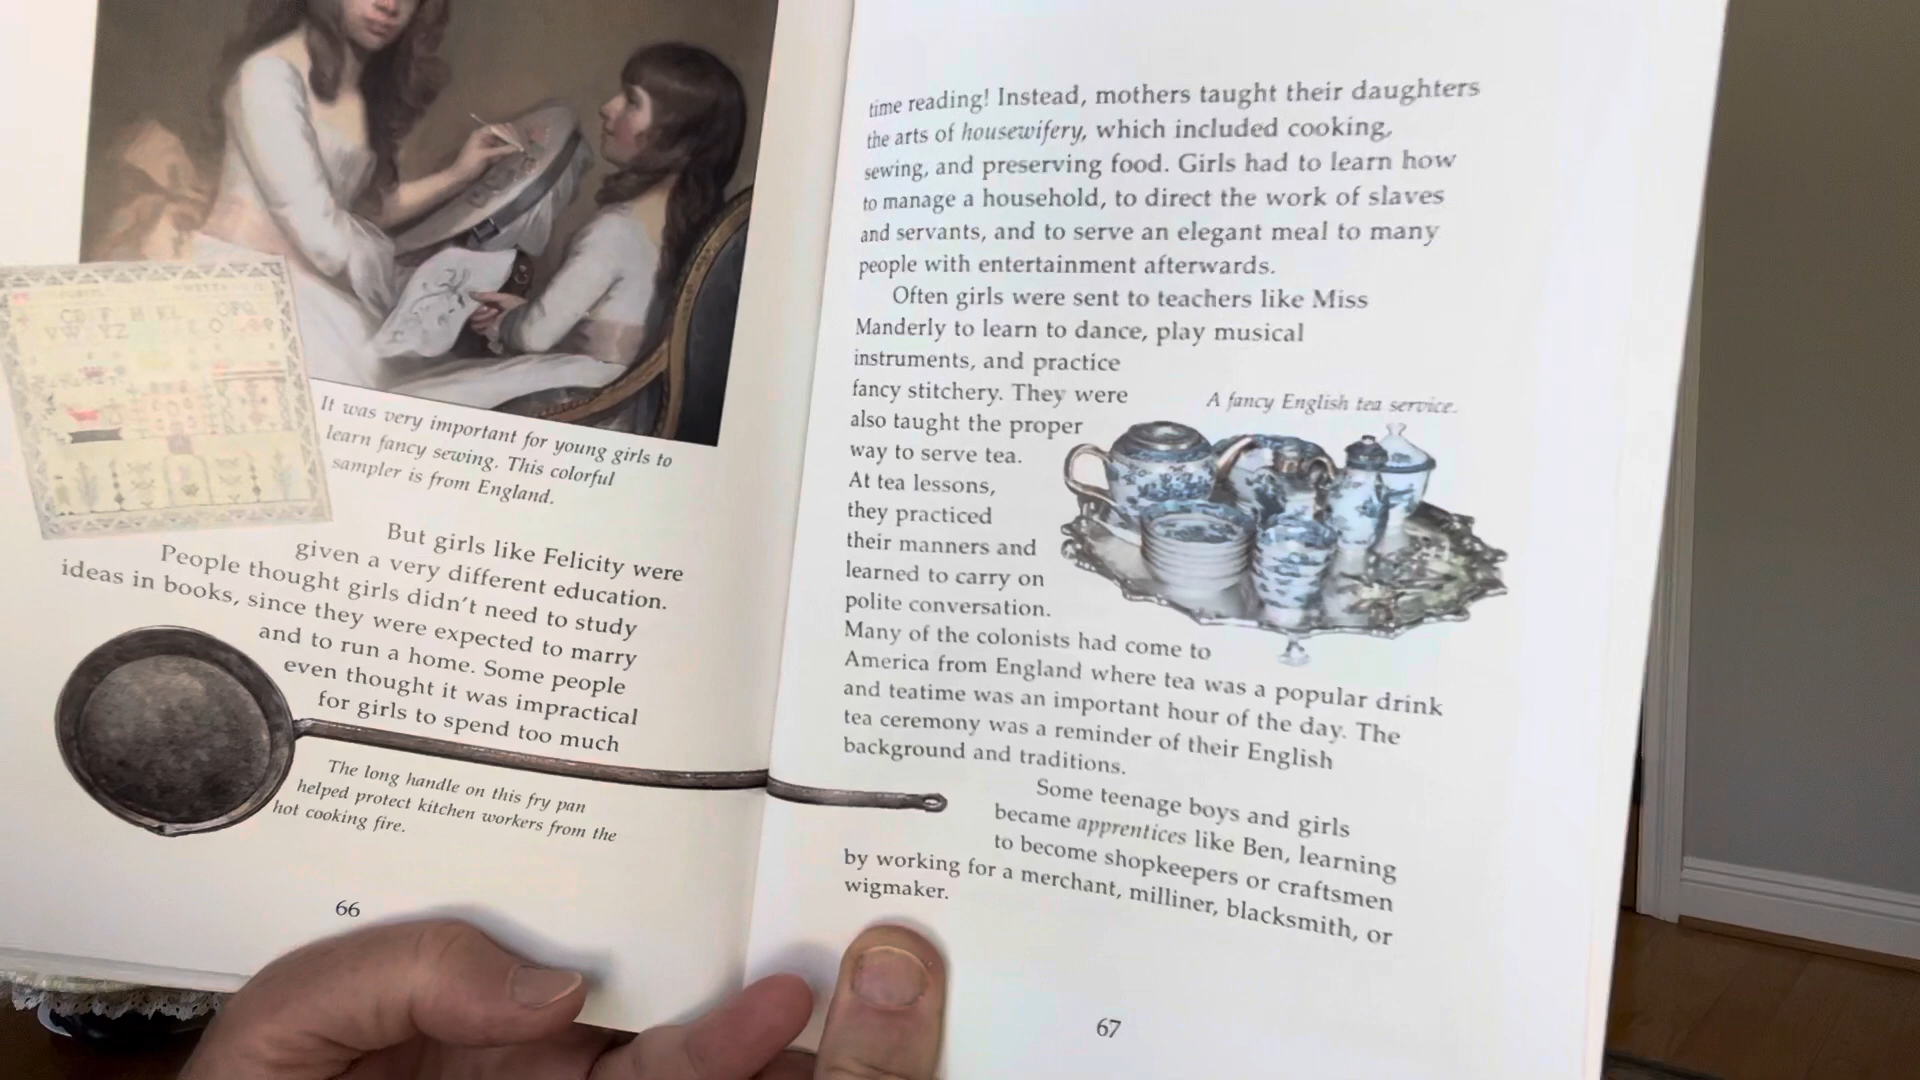 It was very important for young girls to
learn fancy sewing. This colorful
sampler is from England.
But girls like Felicity were
given a very different education.
People thought girls didn't need to study
ideas in books, since they were expected to marry
and to run a home. Some people
even thought it was impractical
for girls to spend too much
The long handle on this fry pan
helped protect kitchen workers from the
hot cooking fire.
66
time reading! Instead, mothers taught their daughters
the arts of housewifery, which included cooking,
sewing, and preserving food. Girls had to learn how
to manage a household, to direct the work of slaves
and servants, and to serve an elegant meal to many
people with entertainment afterwards.
Often girls were sent to teachers like Miss
Manderly to learn to dance, play musical
instruments, and practice
fancy stitchery. They were
also taught the proper
way to serve tea.
At tea lessons,
they practiced
their manners and
learned to carry on
polite conversation.
A fancy English tea service.
Many of the colonists had come to
America from England where tea was a popular drink
and teatime was an important hour of the day. The
tea ceremony was a reminder of their English
background and traditions.
Some teenage boys and girls
became apprentices like Ben, learning
to become shopkeepers or craftsmen
by working for a merchant, milliner, blacksmith, or
wigmaker.
67